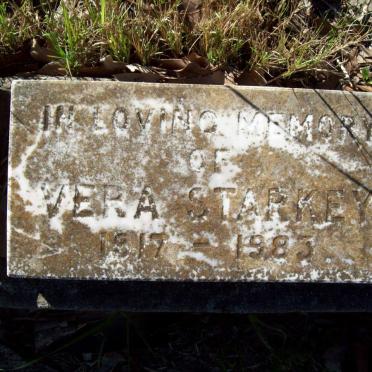 IN LOVING MEMORY
OF
VERA STARKEY
1917 - 1983